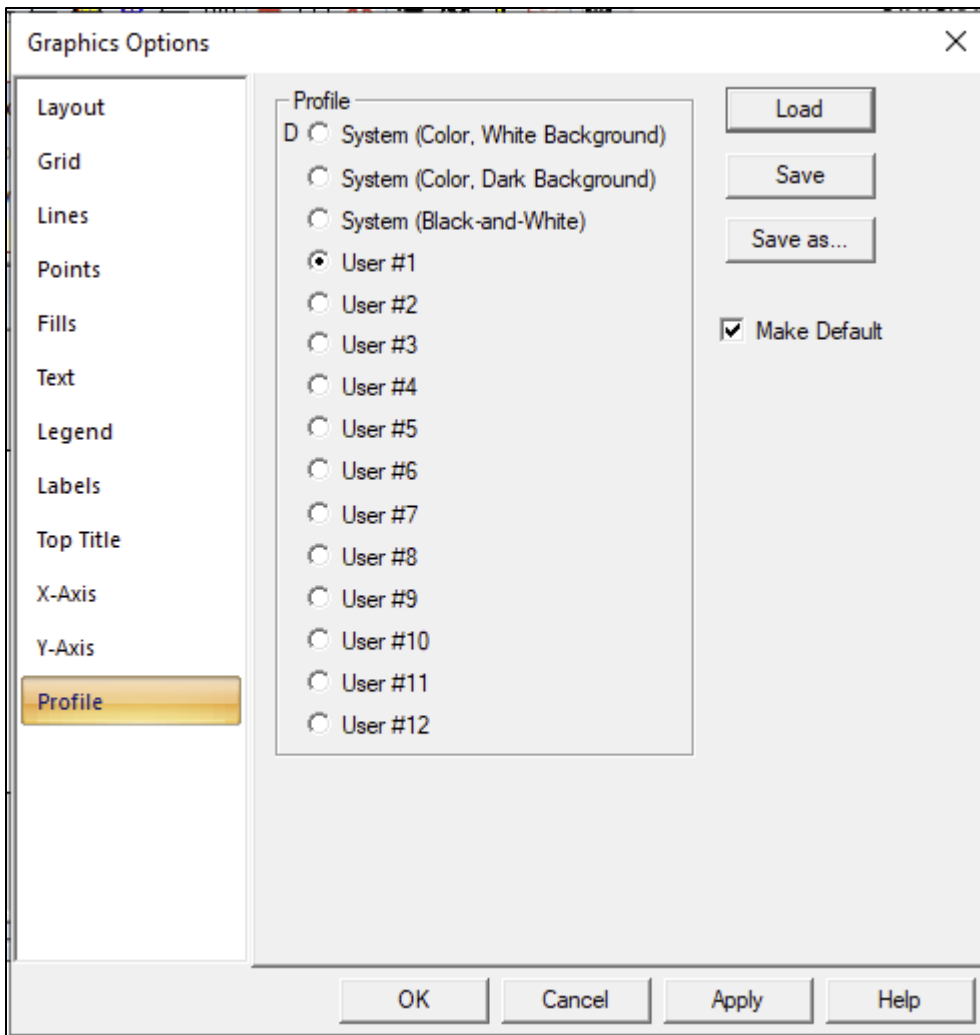 Graphics Options
Layout
Grid
Lines
Points
Fills
Text
Legend
Labels
Top Title
X-Axis
Y-Axis
Profile
Profile
D System (Color, White Background)
System (Color, Dark Background)
System (Black-and-White)
User #1
User #2
User #3
User #4
User #5
User #6
User #7
User #8
User #9
User #10
User #11
User #12
Load
Save
Save as...
Make Default
OK
Cancel
Apply
Help